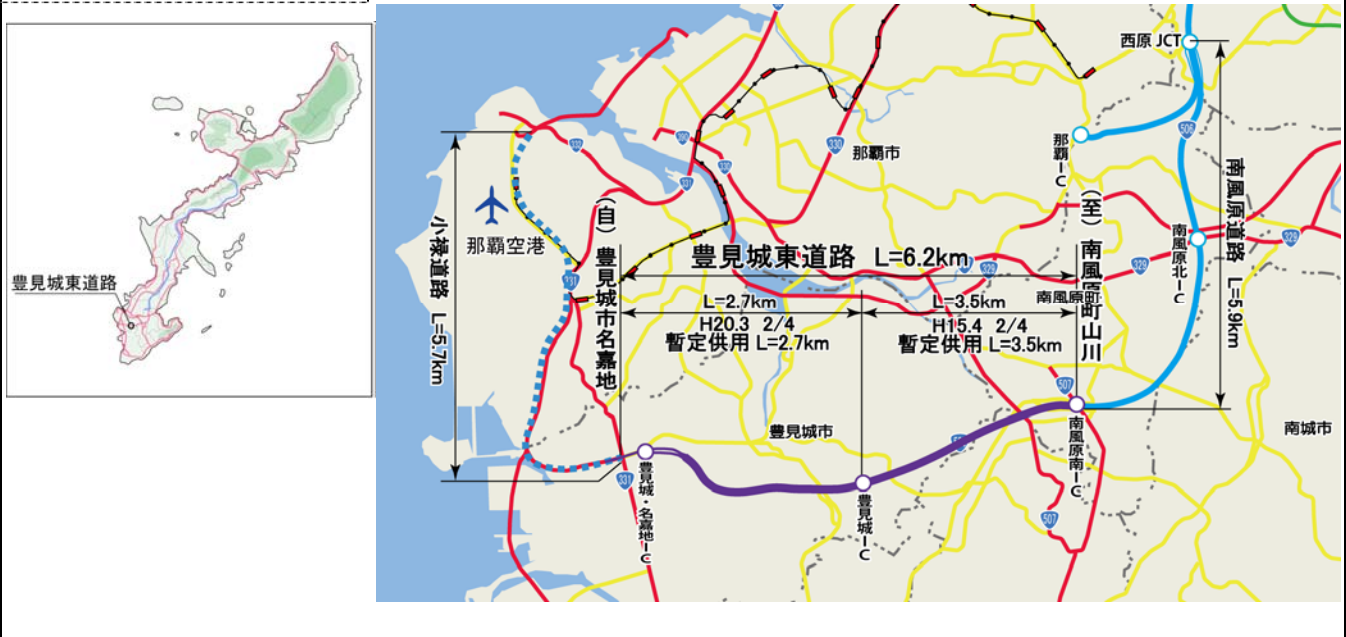 豊見城東道路
西原JCT
506
那覇IC
那覇市
330
332
331
南風原道路 L=5.9km
南風原北IC
329
小禄道路 L=5.7km
那覇空港
(自) 豊見城市名嘉地
豊見城東道路 L=6.2km
(至) 南風原町山川
329
329
331
L=2.7km
L=3.5km
南風原町
H20.3 2/4
H15.4 2/4
暫定供用 L=2.7km
暫定供用 L=3.5km
507
豊見城市
南風原南IC
南城市
豊見城・名嘉地IC
331
豊見城IC
507